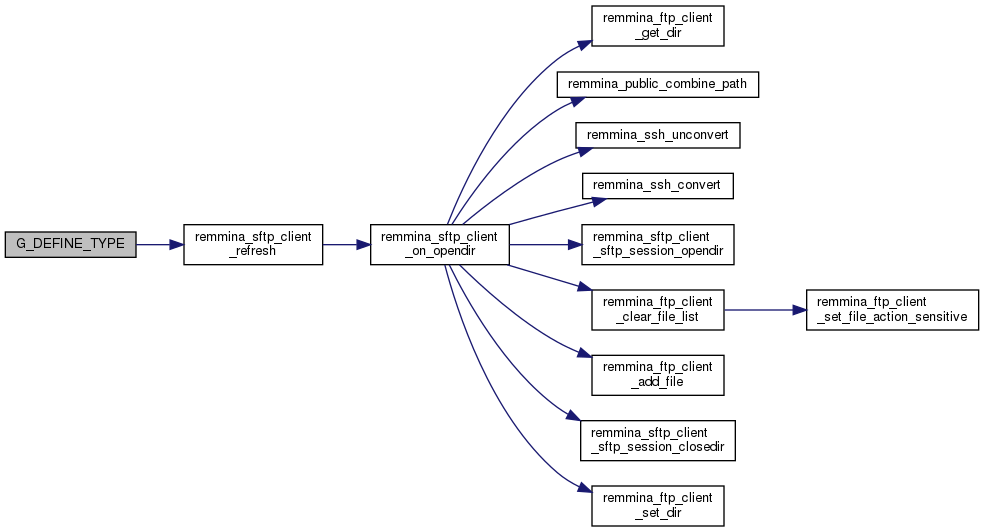 G_DEFINE_TYPE
remmina_sftp_client
_refresh
remmina_sftp_client
_on_opendir
remmina_ftp_client
_get_dir
remmina_public_combine_path
remmina_ssh_unconvert
remmina_ssh_convert
remmina_sftp_client
_sftp_session_opendir
remmina_ftp_client
_clear_file_list
remmina_ftp_client
_set_file_action_sensitive
remmina_ftp_client
_add_file
remmina_sftp_client
_sftp_session_closedir
remmina_ftp_client
_set_dir